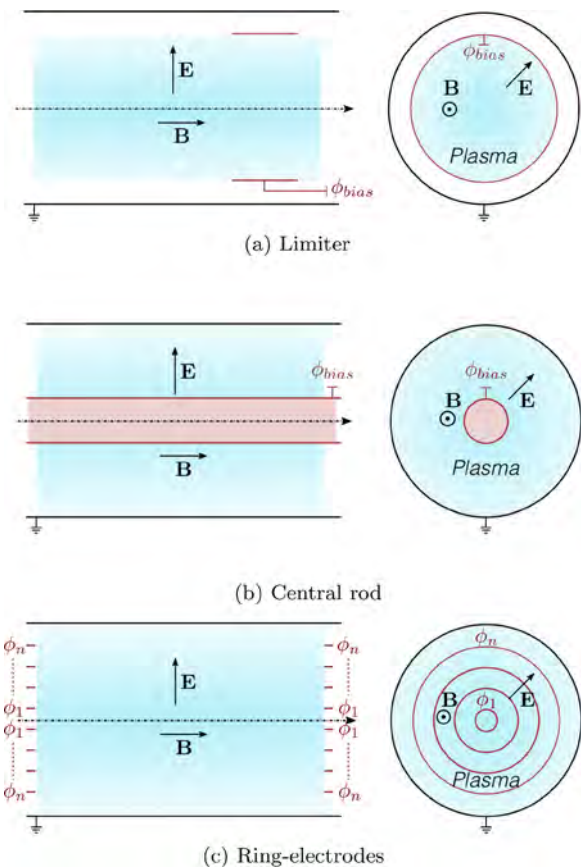 E
B
ϕbias
ϕbias
B
E
Plasma
(a) Limiter
E
ϕbias
B
ϕbias
B
E
Plasma
(b) Central rod
ϕn
ϕn
E
ϕ1
ϕ1
ϕ1
ϕ1
B
ϕn
ϕn
ϕn
B
ϕ1
E
Plasma
(c) Ring-electrodes